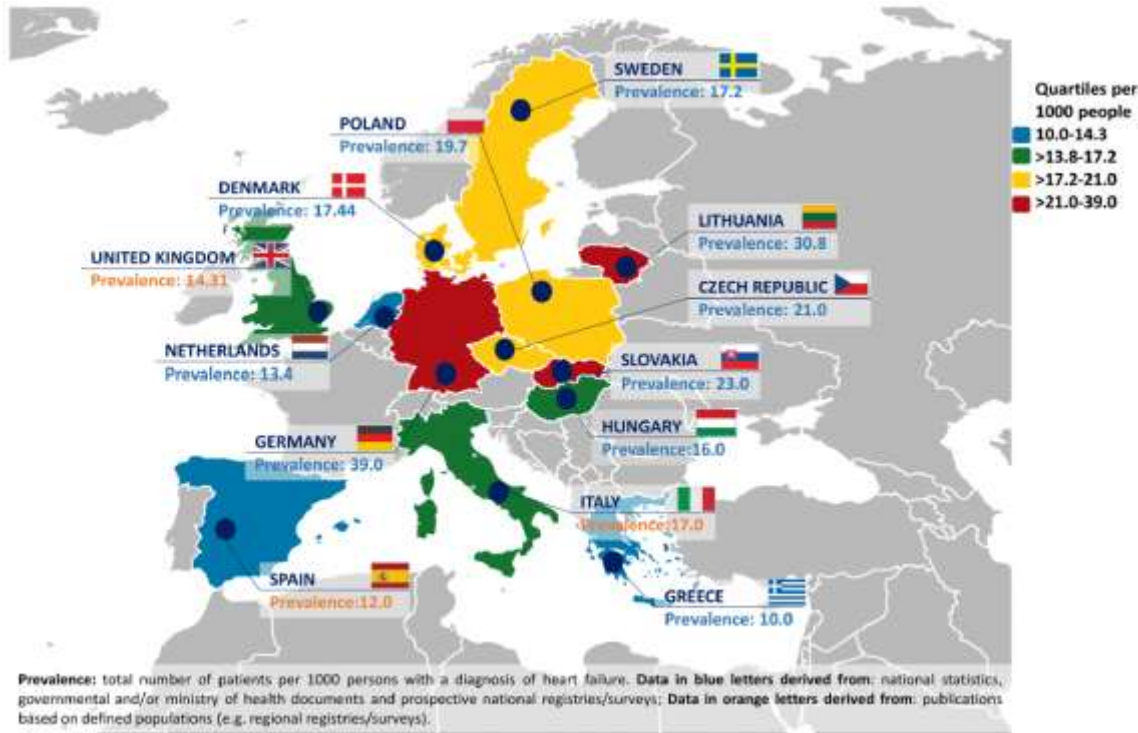 SWEDEN
Prevalence: 17.2
POLAND
Prevalence: 19.7
DENMARK
Prevalence: 17.44
UNITED KINGDOM
Prevalence: 14.31
NETHERLANDS
Prevalence: 13.4
LITHUANIA
Prevalence: 30.8
CZECH REPUBLIC
Prevalence: 21.0
SLOVAKIA
Prevalence: 23.0
HUNGARY
Prevalence:16.0
GERMANY
Prevalence: 39.0
ITALY
Prevalence:17.0
SPAIN
Prevalence:12.0
GREECE
Prevalence: 10.0
Quartiles per
1000 people
10.0-14.3
>13.8-17.2
>17.2-21.0
>21.0-39.0
Prevalence: total number of patients per 1000 persons with a diagnosis of heart failure. Data in blue letters derived from: national statistics,
governmental and/or ministry of health documents and prospective national registries/surveys; Data in orange letters derived from: publications
based on defined populations (e.g. regional registries/surveys).